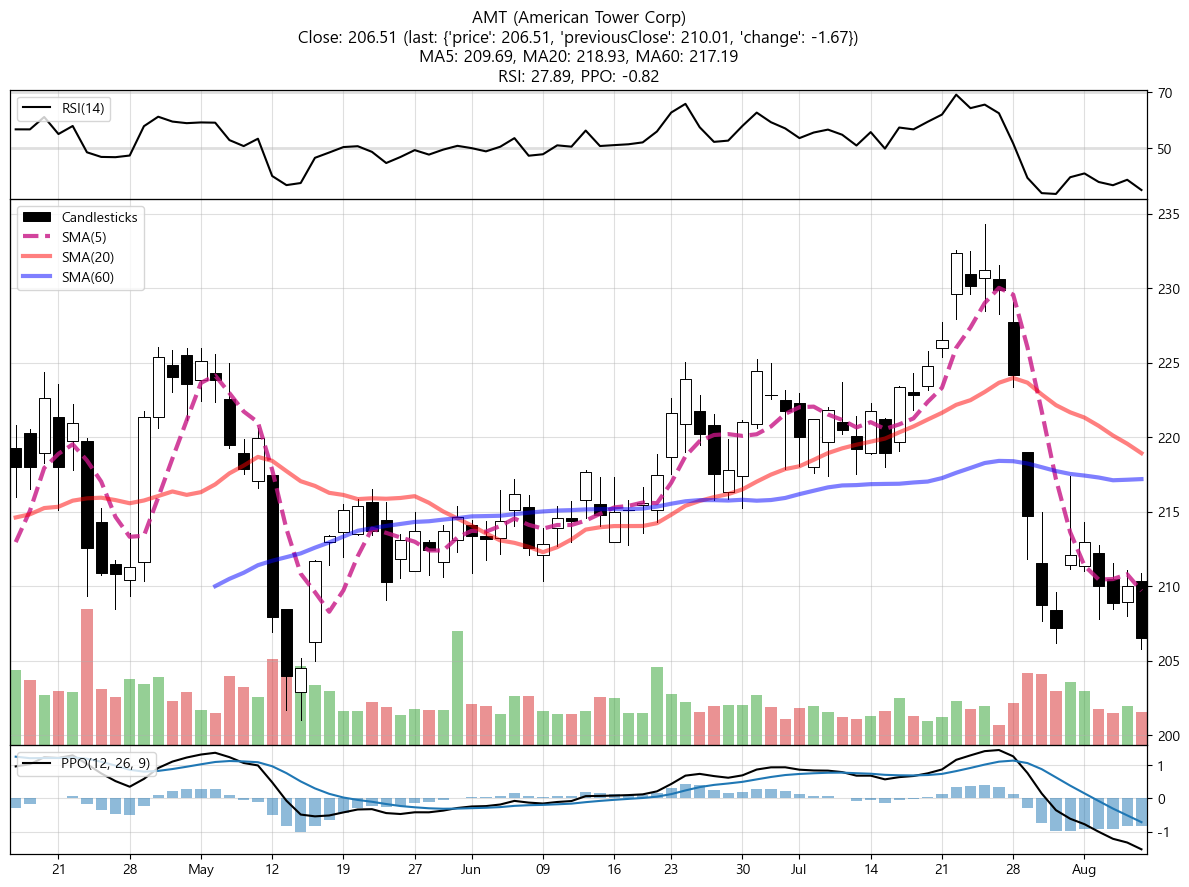 AMT (American Tower Corp)
Close: 206.51 (last: {'price': 206.51, 'previousClose': 210.01, 'change': -1.67})
MA5: 209.69, MA20: 218.93, MA60: 217.19
RSI: 27.89, PPO: -0.82
RSI(14)
70
50
Candlesticks
SMA(5)
SMA(20)
SMA(60)
235
230
225
220
215
210
205
200
PPO(12, 26, 9)
1
0
-1
21 28 May 12 19 27 Jun 09 16 23 30 Jul 14 21 28 Aug